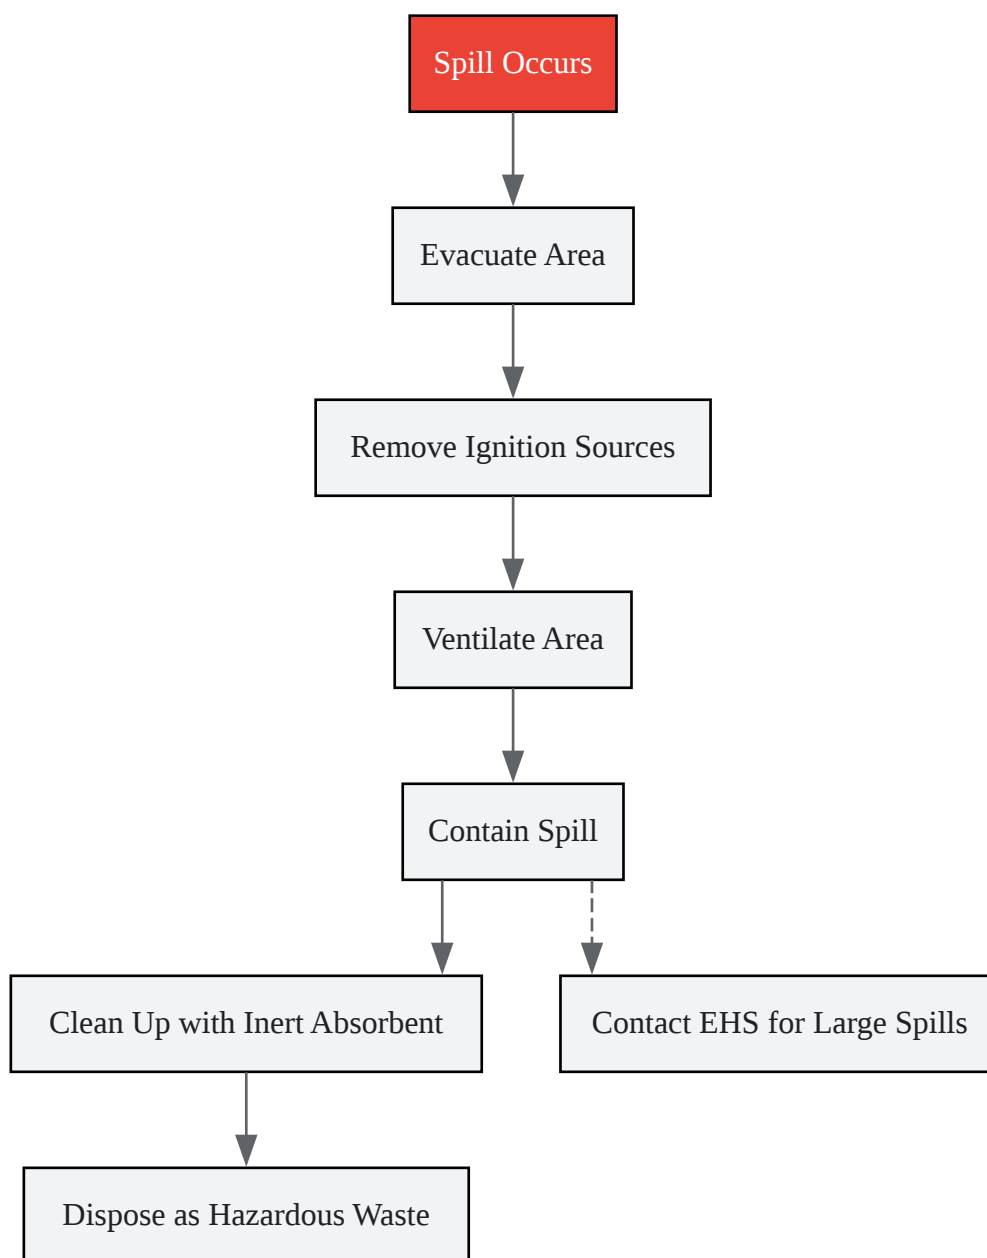 Spill Occurs
Evacuate Area
Remove Ignition Sources
Ventilate Area
Contain Spill
Clean Up with Inert Absorbent
Contact EHS for Large Spills
Dispose as Hazardous Waste